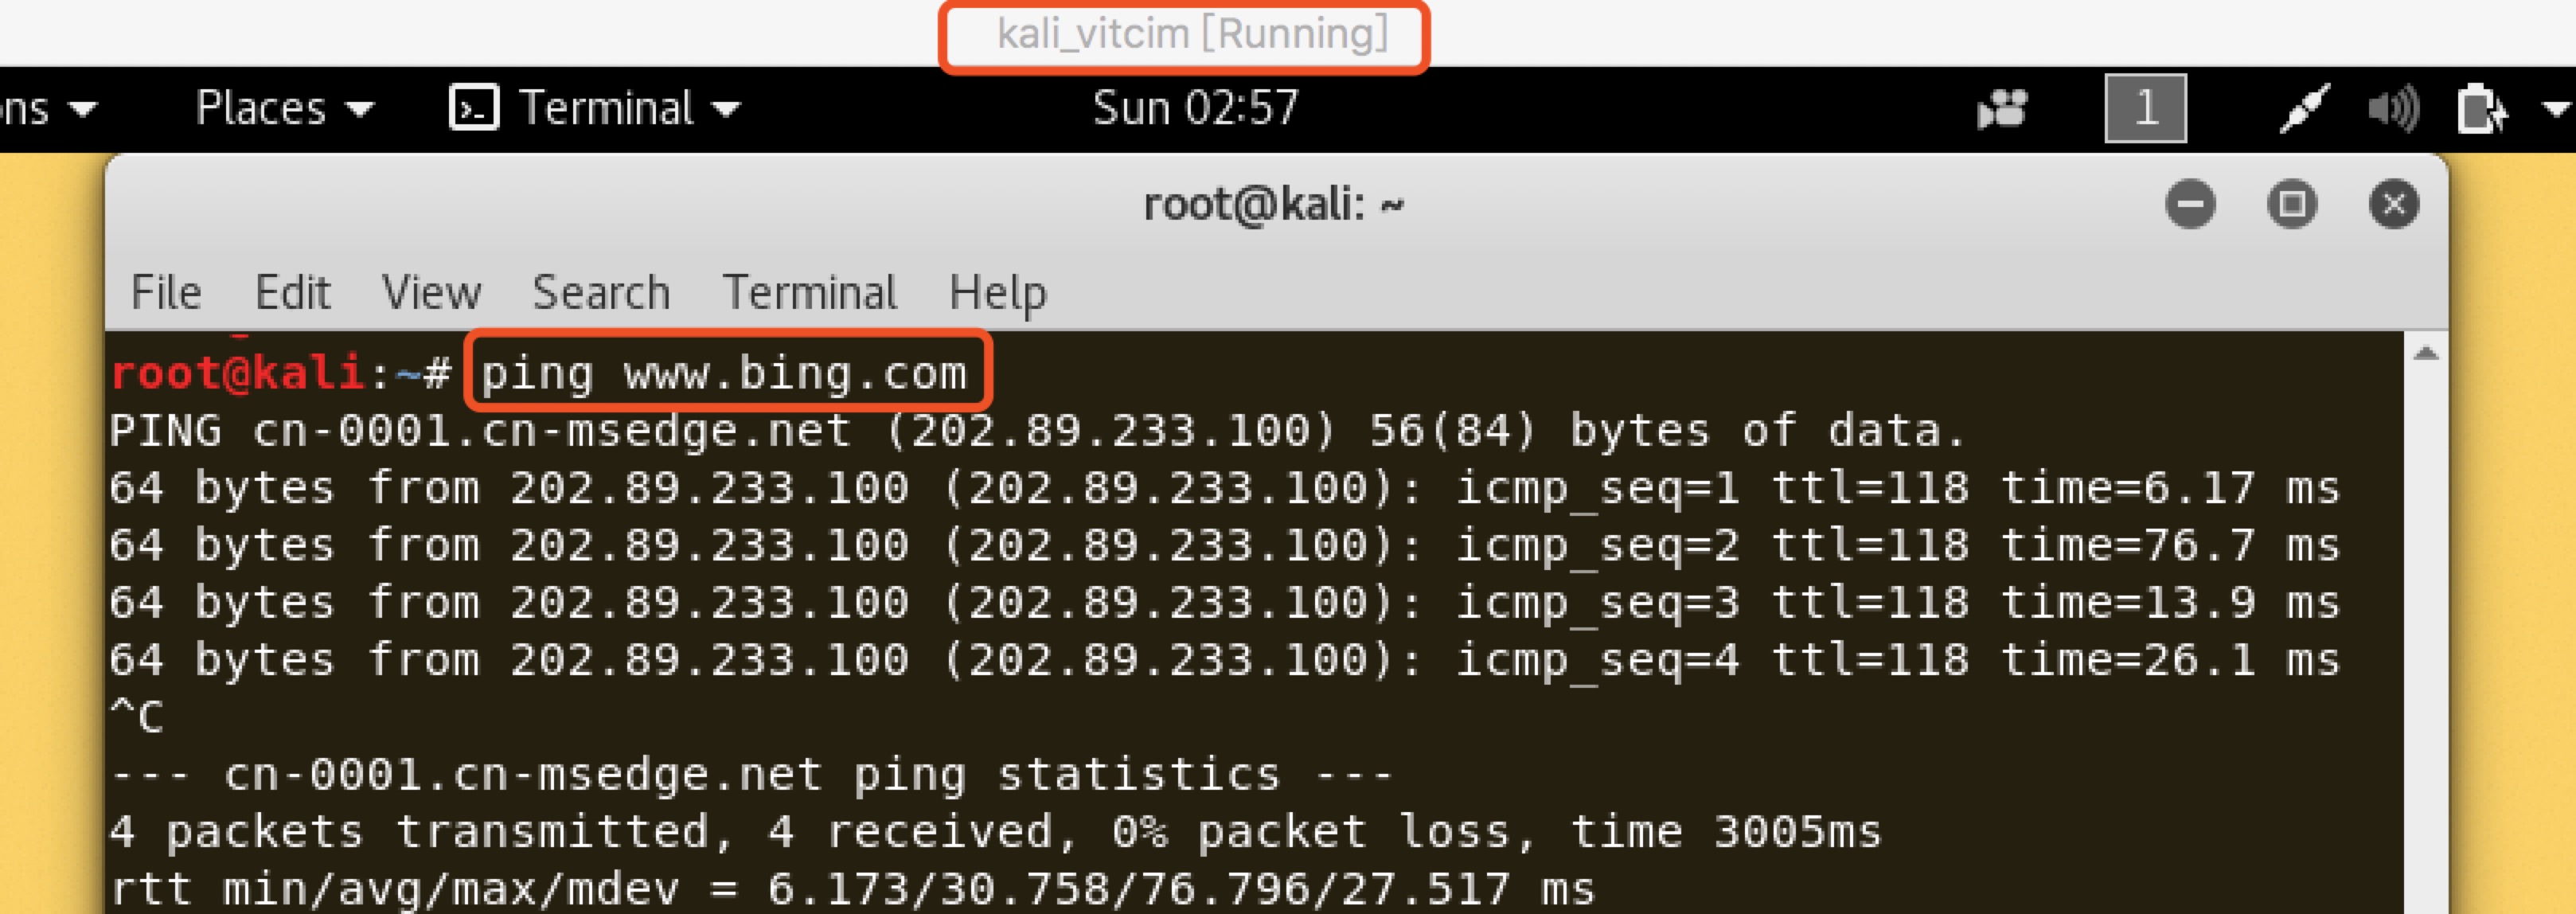 kali_vitcim [Running]
ns Places Terminal Sun 02:57 1
root@kali: ~
File Edit View Search Terminal Help
root@kali:~# ping www.bing.com
PING cn-0001.cn-msedge.net (202.89.233.100) 56(84) bytes of data.
64 bytes from 202.89.233.100 (202.89.233.100): icmp_seq=1 ttl=118 time=6.17 ms
64 bytes from 202.89.233.100 (202.89.233.100): icmp_seq=2 ttl=118 time=76.7 ms
64 bytes from 202.89.233.100 (202.89.233.100): icmp_seq=3 ttl=118 time=13.9 ms
64 bytes from 202.89.233.100 (202.89.233.100): icmp_seq=4 ttl=118 time=26.1 ms
^C
--- cn-0001.cn-msedge.net ping statistics ---
4 packets transmitted, 4 received, 0% packet loss, time 3005ms
rtt min/avg/max/mdev = 6.173/30.758/76.796/27.517 ms